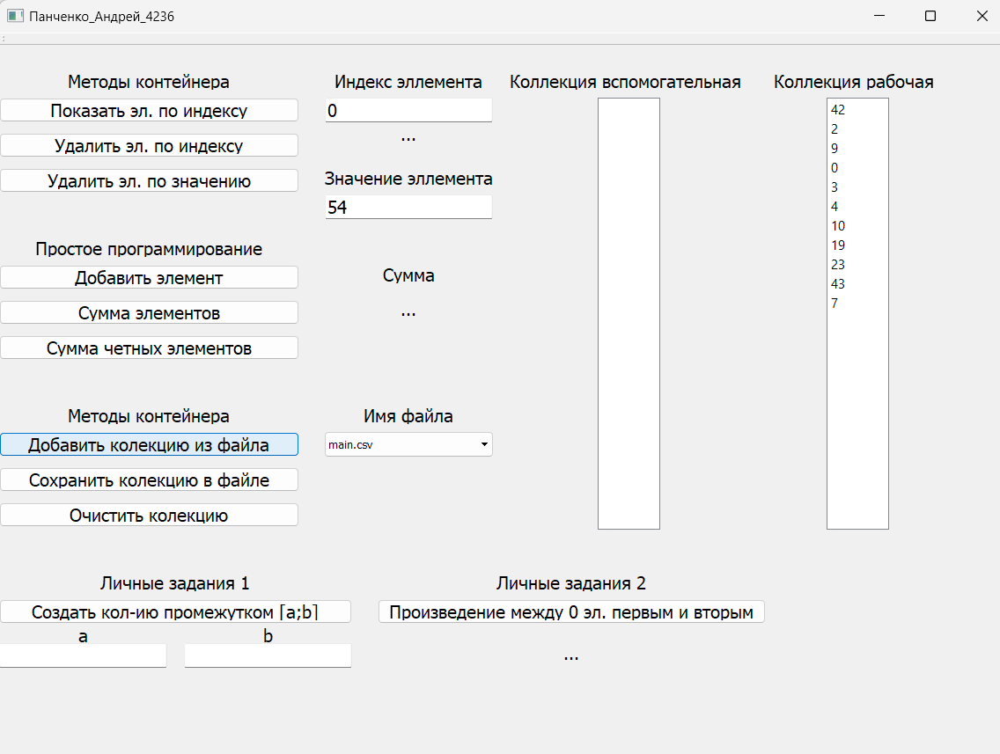 Панченко_Андрей_4236
Методы контейнера
Показать эл. по индексу
Удалить эл. по индексу
Удалить эл. по значению
Индекс эллемента
0
...
Значение эллемента
54
Простое программирование
Добавить элемент
Сумма элементов
Сумма четных элементов
Сумма
...
Методы контейнера
Добавить колекцию из файла
Сохранить колекцию в файле
Очистить колекцию
Имя файла
main.csv
Коллекция вспомогательная
Коллекция рабочая
42
2
9
0
3
4
10
19
23
43
7
Личные задания 1
Создать кол-ию промежутком [a;b]
a
b
Личные задания 2
Произведение между 0 эл. первым и вторым
...